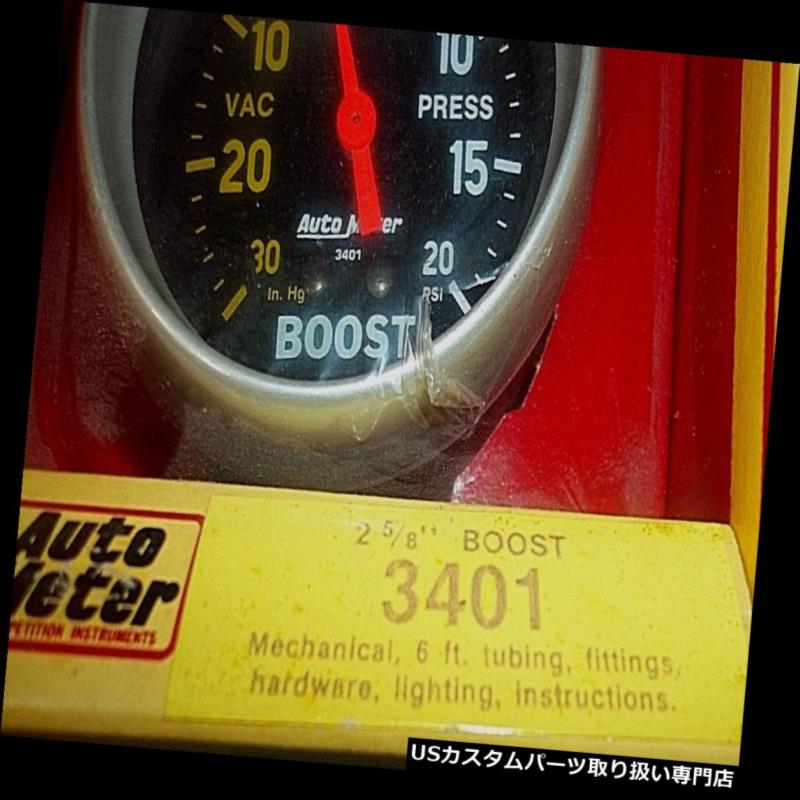 10 10
VAC PRESS
20 15
Auto Meter
3401
30 20
In. Hg PSI
BOOST
Auto
Meter
PETITION INSTRUMENTS
2 5/8" BOOST
3401
Mechanical, 6 ft. tubing, fittings,
hardware, lighting, instructions.
USカスタムパーツ取り扱い専門店